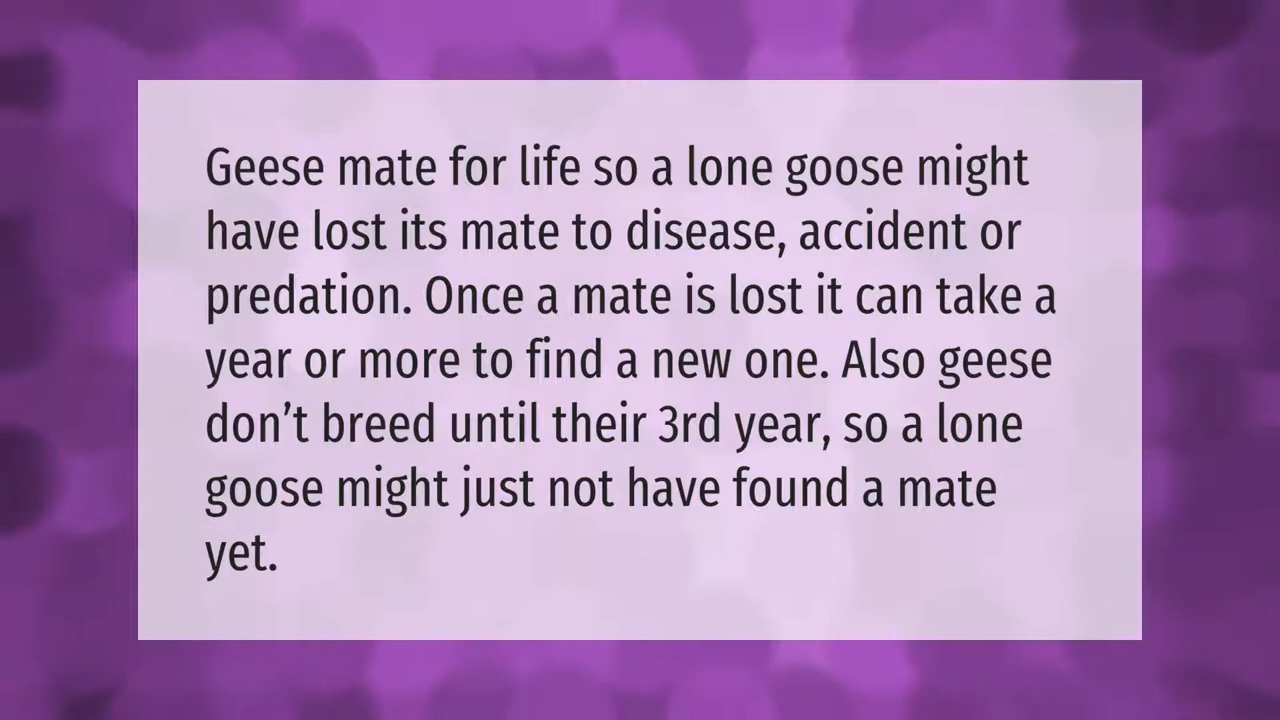 Geese mate for life so a lone goose might
have lost its mate to disease, accident or
predation. Once a mate is lost it can take a
year or more to find a new one. Also geese
don’t breed until their 3rd year, so a lone
goose might just not have found a mate
yet.